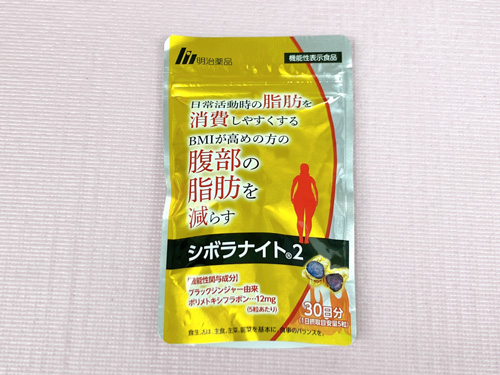 明治薬品
機能性表示食品
日常活動時の脂肪を
消費しやすくする
BMIが高めの方の
腹部の
脂肪を
減らす
シボラナイト®2
【機能性関与成分】
ブラックジンジャー由来
ポリメトキシフラボン…12mg
(5粒あたり)
30日分
(1日摂取目安量5粒)
食生活は、主食、主菜、副菜を基本に、食事のバランスを。